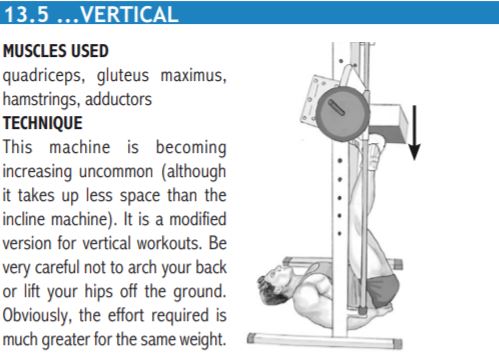 13.5 ...VERTICAL
MUSCLES USED
quadriceps, gluteus maximus,
hamstrings, adductors
TECHNIQUE
This machine is becoming
increasing uncommon (although
it takes up less space than the
incline machine). It is a modified
version for vertical workouts. Be
very careful not to arch your back
or lift your hips off the ground.
Obviously, the effort required is
much greater for the same weight.